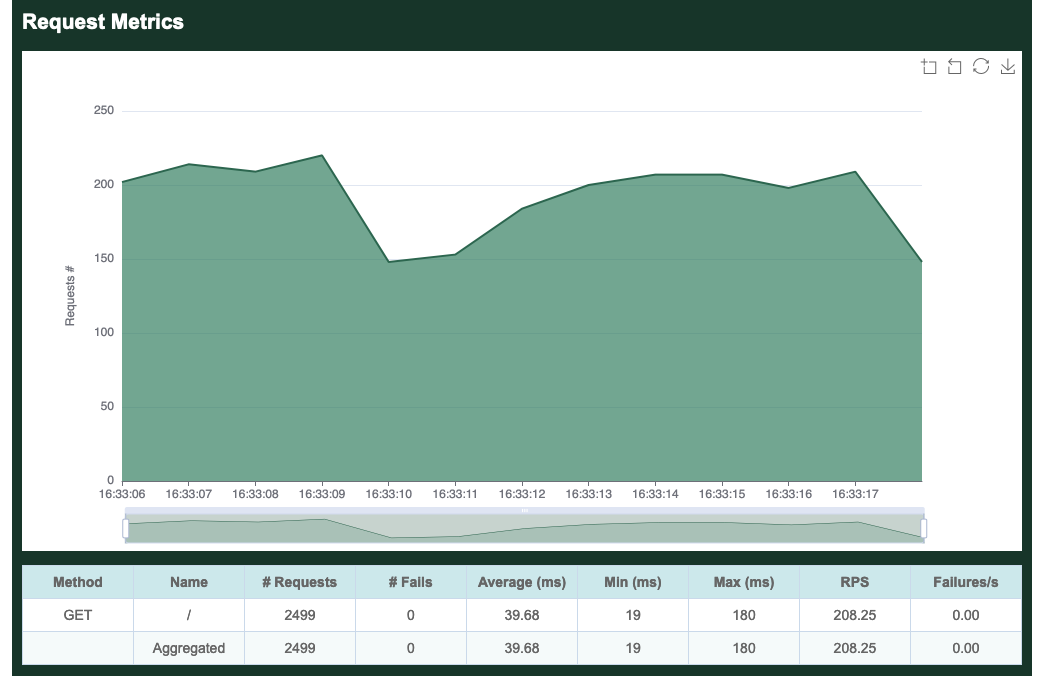 Request Metrics
250
200
150
100
50
0
Requests #
16:33:06 16:33:07 16:33:08 16:33:09 16:33:10 16:33:11 16:33:12 16:33:13 16:33:14 16:33:15 16:33:16 16:33:17
Method Name # Requests # Fails Average (ms) Min (ms) Max (ms) RPS Failures/s
GET / 2499 0 39.68 19 180 208.25 0.00
Aggregated 2499 0 39.68 19 180 208.25 0.00